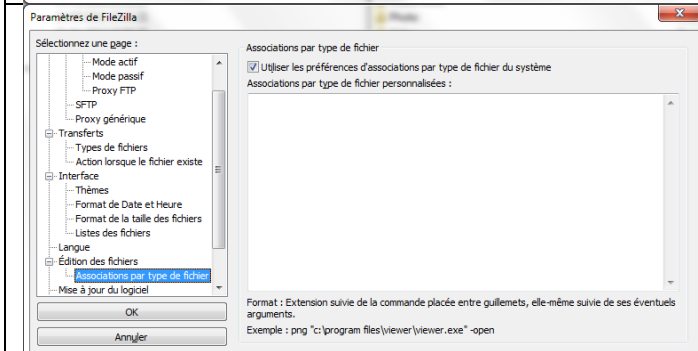 Paramètres de FileZilla
Sélectionnez une page :
Mode actif
Mode passif
Proxy FTP
SFTP
Proxy générique
Transferts
Types de fichiers
Action lorsque le fichier existe
Interface
Thèmes
Format de Date et Heure
Format de la taille des fichiers
Listes des fichiers
Langue
Édition des fichiers
Associations par type de fichier
Mise à jour du logiciel
OK
Annuler
Associations par type de fichier
Utiliser les préférences d'associations par type de fichier du système
Associations par type de fichier personnalisées :
Format : Extension suivie de la commande placée entre guillemets, elle-même suivie de ses éventuels
arguments.
Exemple : png "c:\program files\viewer\viewer.exe" -open